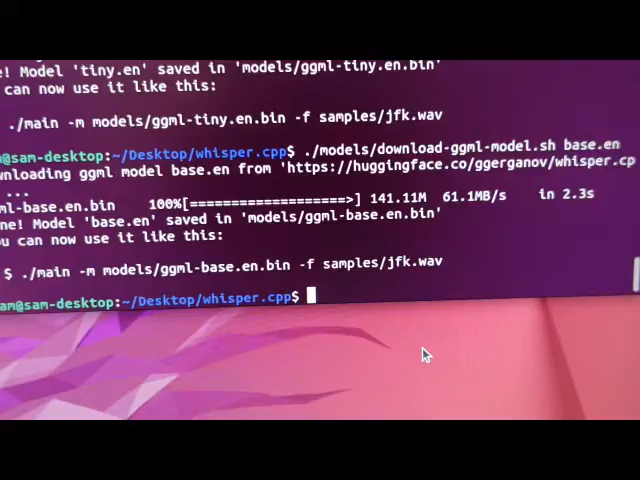 e! Model 'tiny.en' saved in 'models/ggml-tiny.en.bin'
can now use it like this:
./main -m models/ggml-tiny.en.bin -f samples/jfk.wav
@sam-desktop:~/Desktop/whisper.cpp$ ./models/download-ggml-model.sh base.en
wnloading ggml model base.en from 'https://huggingface.co/ggerganov/whisper.cp
...
ml-base.en.bin 100%[===================>] 141.11M 61.1MB/s in 2.3s
ne! Model 'base.en' saved in 'models/ggml-base.en.bin'
u can now use it like this:
$ ./main -m models/ggml-base.en.bin -f samples/jfk.wav
am@sam-desktop:~/Desktop/whisper.cpp$